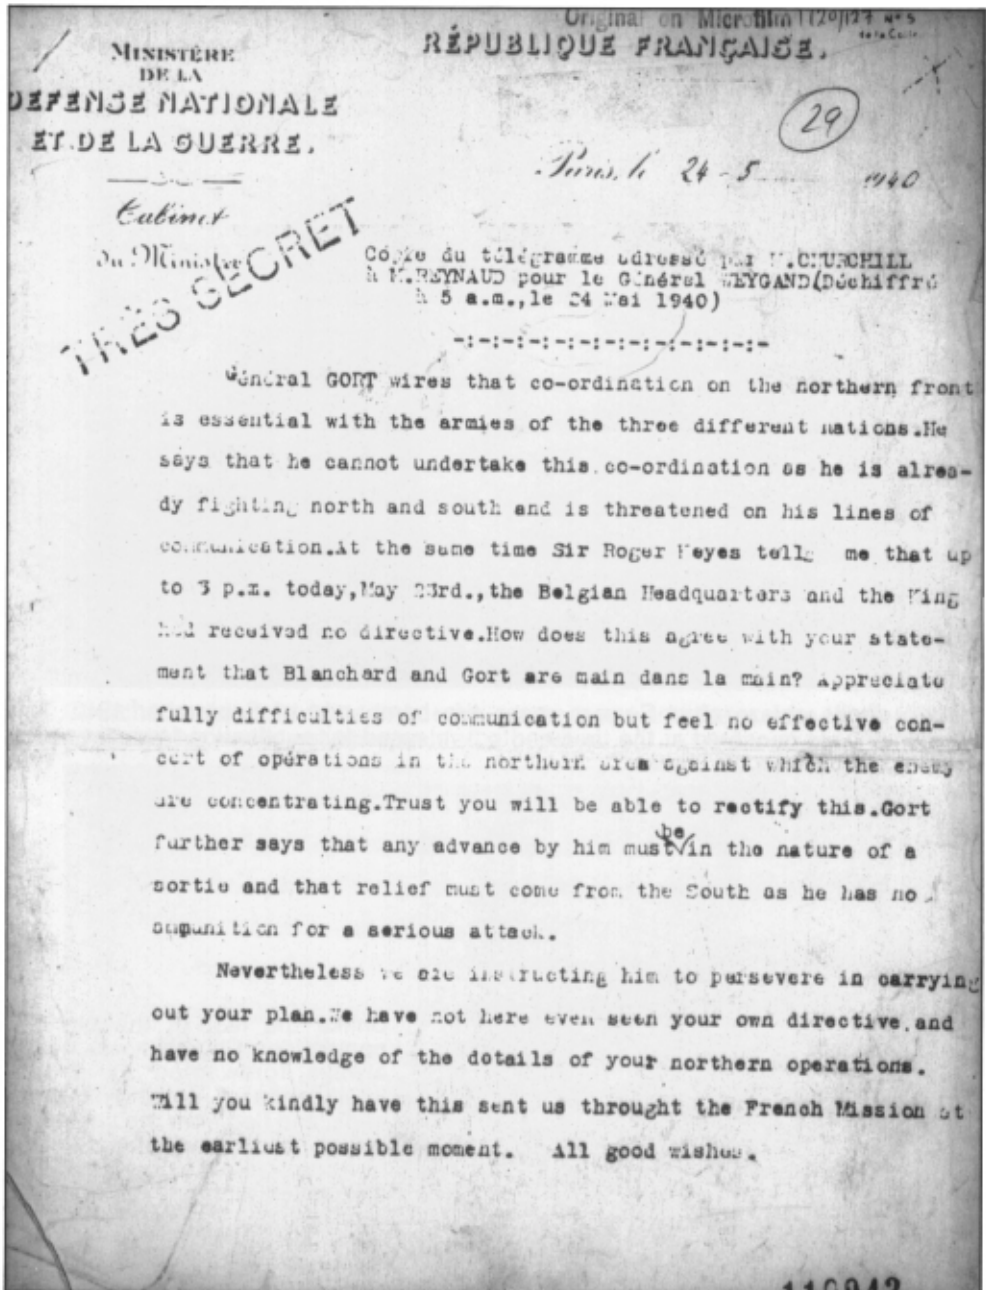 Original on Microfilm 1120/127 N° 5
MINISTÈRE
DE LA
DEFENSE NATIONALE
ET DE LA GUERRE.
RÉPUBLIQUE FRANÇAISE.
29
Paris, le 24 - 5 1940
Cabinet
du Ministre
TRÈS SECRET
Copie du télégramme adressé par M.CHURCHILL
à M.REYNAUD pour le Général WEYGAND(Déchiffré
à 5 a.m.,le 24 Mai 1940)
-:-:-:-:-:-:-:-:-:-:-:-:-:-
Général GORT wires that co-ordination on the northern front
is essential with the armies of the three different nations.He
says that he cannot undertake this co-ordination as he is alrea-
dy fighting north and south and is threatened on his lines of
communication.At the same time Sir Roger Keyes tells me that up
to 3 p.m. today,May 23rd.,the Belgian Headquarters and the King
had received no directive.How does this agree with your state-
ment that Blanchard and Gort are main dans la main? Appreciate
fully difficulties of communication but feel no effective con-
cert of opérations in the northern area against which the enemy
are concentrating.Trust you will be able to rectify this.Gort
further says that any advance by him must be in the nature of a
sortie and that relief must come from the South as he has no
ammunition for a serious attack.
Nevertheless we are instructing him to persevere in carrying
out your plan.We have not here even seen your own directive,and
have no knowledge of the details of your northern operations.
Will you kindly have this sent us throught the French Mission at
the earliest possible moment. All good wishes.